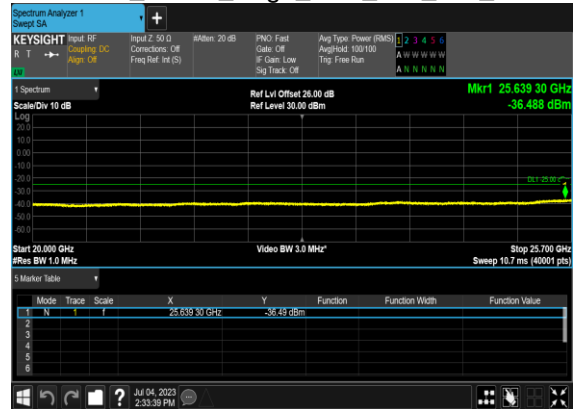 Spectrum Analyzer 1
Swept SA
+
KEYSIGHT Input: RF Input Z: 50 Ω #Atten: 20 dB PNO: Fast Avg Type: Power (RMS) 1 2 3 4 5 6
R T Coupling: DC Corrections: Off Gate: Off Avg|Hold: 100/100 A W W W W W
Align: Off Freq Ref: Int (S) IF Gain: Low Trig: Free Run
Sig Track: Off A N N N N N
LW
1 Spectrum
Ref Lvl Offset 26.00 dB Mkr1 25.639 30 GHz
Scale/Div 10 dB Ref Level 30.00 dBm -36.488 dBm
Log
20.0
10.0
0.00
-10.0
-20.0
DL1 -25.00
-30.0
-40.0
-50.0
-60.0
Start 20.000 GHz Video BW 3.0 MHz* Stop 25.700 GHz
#Res BW 1.0 MHz Sweep 10.7 ms (40001 pts)
5 Marker Table
Mode Trace Scale X Y Function Function Width Function Value
1 N 1 f 25.639 30 GHz -36.49 dBm
2
3
4
5
6
? Jul 04, 2023
2:33:39 PM